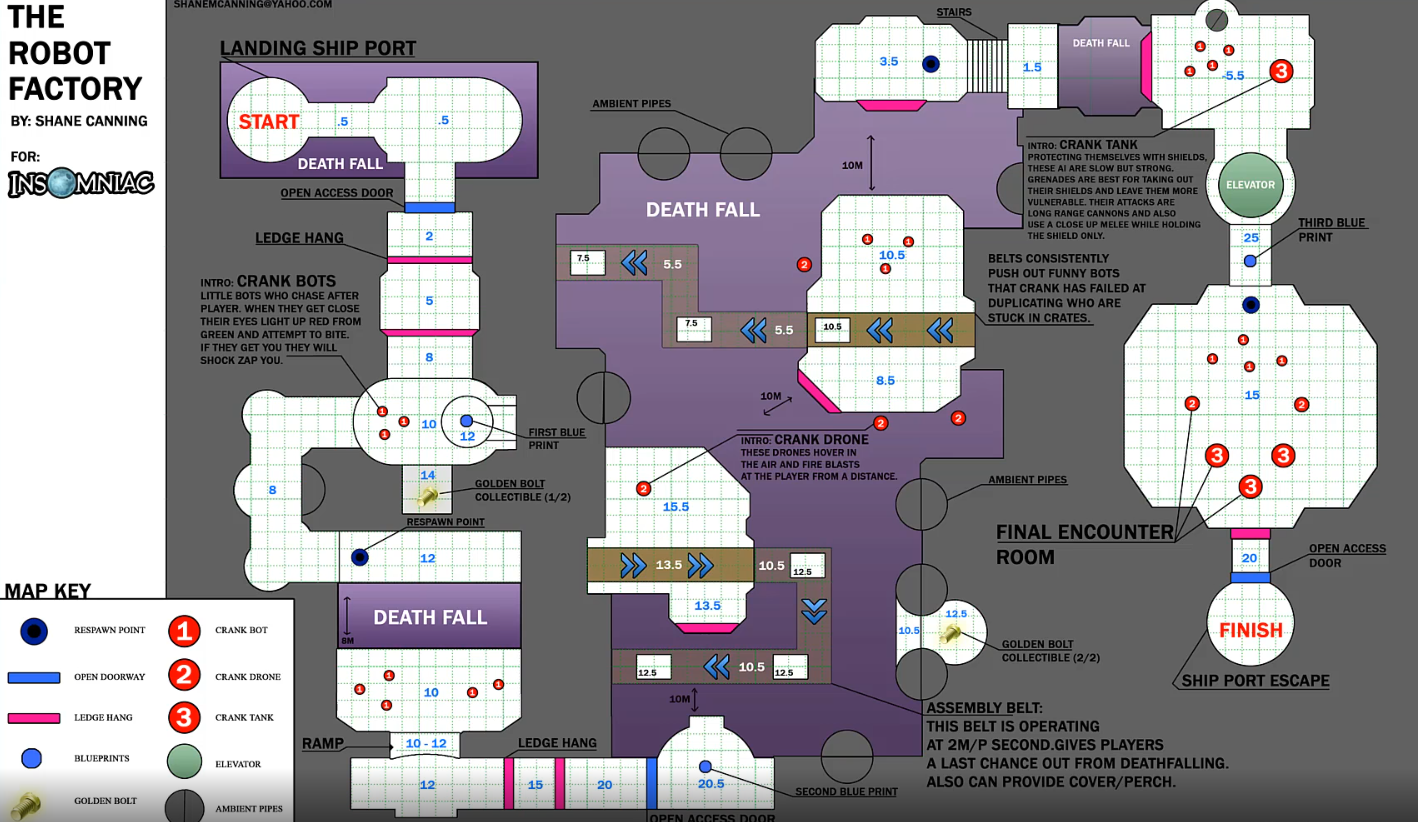 SHANEMCANNING@YAHOO.COM
THE
ROBOT
FACTORY
BY: SHANE CANNING
FOR:
INSOMNIAC
LANDING SHIP PORT
START
.5
.5
DEATH FALL
OPEN ACCESS DOOR
2
LEDGE HANG
5
INTRO: CRANK BOTS
LITTLE BOTS WHO CHASE AFTER
PLAYER. WHEN THEY GET CLOSE
THEIR EYES LIGHT UP RED FROM
GREEN AND ATTEMPT TO BITE.
IF THEY GET YOU THEY WILL
SHOCK ZAP YOU.
8
1
1
1
10
12
FIRST BLUE
PRINT
14
GOLDEN BOLT
COLLECTIBLE (1/2)
8
RESPAWN POINT
12
DEATH FALL
8M
10
1
1
1
1
1
RAMP
10 - 12
LEDGE HANG
12
15
20
20.5
SECOND BLUE PRINT
OPEN ACCESS DOOR
AMBIENT PIPES
DEATH FALL
STAIRS
3.5
1.5
DEATH FALL
10M
7.5
5.5
2
1
1
1
10.5
7.5
5.5
10.5
8.5
10M
2
2
INTRO: CRANK DRONE
THESE DRONES HOVER IN
THE AIR AND FIRE BLASTS
AT THE PLAYER FROM A DISTANCE.
2
15.5
13.5
10.5
12.5
13.5
12.5
10.5
12.5
10M
AMBIENT PIPES
10.5
12.5
GOLDEN BOLT
COLLECTIBLE (2/2)
ASSEMBLY BELT:
THIS BELT IS OPERATING
AT 2M/P SECOND.GIVES PLAYERS
A LAST CHANCE OUT FROM DEATHFALLING.
ALSO CAN PROVIDE COVER/PERCH.
1
1
1
1
-5.5
3
INTRO: CRANK TANK
PROTECTING THEMSELVES WITH SHIELDS,
THESE AI ARE SLOW BUT STRONG.
GRENADES ARE BEST FOR TAKING OUT
THEIR SHIELDS AND LEAVE THEM MORE
VULNERABLE. THEIR ATTACKS ARE
LONG RANGE CANNONS AND ALSO
USE A CLOSE UP MELEE WHILE HOLDING
THE SHIELD ONLY.
ELEVATOR
BELTS CONSISTENTLY
PUSH OUT FUNNY BOTS
THAT CRANK HAS FAILED AT
DUPLICATING WHO ARE
STUCK IN CRATES.
25
THIRD BLUE
PRINT
1
1
1
1
15
2
2
3
3
3
FINAL ENCOUNTER
ROOM
20
OPEN ACCESS
DOOR
FINISH
SHIP PORT ESCAPE
MAP KEY
RESPAWN POINT
1
CRANK BOT
OPEN DOORWAY
2
CRANK DRONE
LEDGE HANG
3
CRANK TANK
BLUEPRINTS
ELEVATOR
GOLDEN BOLT
AMBIENT PIPES